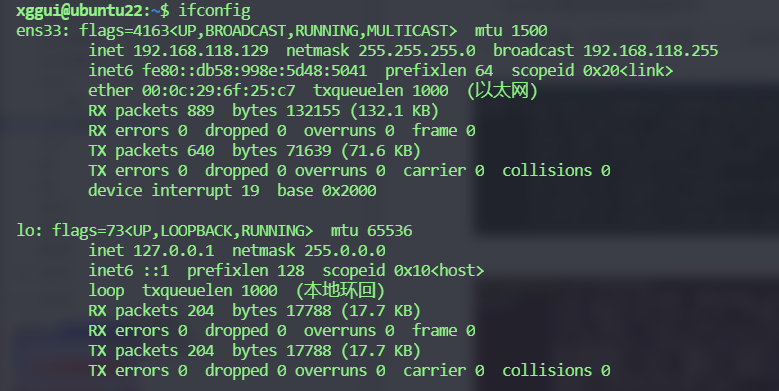 xggui@ubuntu22:~$ ifconfig
ens33: flags=4163<UP,BROADCAST,RUNNING,MULTICAST>  mtu 1500
        inet 192.168.118.129  netmask 255.255.255.0  broadcast 192.168.118.255
        inet6 fe80::db58:998e:5d48:5041  prefixlen 64  scopeid 0x20<link>
        ether 00:0c:29:6f:25:c7  txqueuelen 1000  (以太网)
        RX packets 889  bytes 132155 (132.1 KB)
        RX errors 0  dropped 0  overruns 0  frame 0
        TX packets 640  bytes 71639 (71.6 KB)
        TX errors 0  dropped 0 overruns 0  carrier 0  collisions 0
        device interrupt 19  base 0x2000
lo: flags=73<UP,LOOPBACK,RUNNING>  mtu 65536
        inet 127.0.0.1  netmask 255.0.0.0
        inet6 ::1  prefixlen 128  scopeid 0x10<host>
        loop  txqueuelen 1000  (本地环回)
        RX packets 204  bytes 17788 (17.7 KB)
        RX errors 0  dropped 0  overruns 0  frame 0
        TX packets 204  bytes 17788 (17.7 KB)
        TX errors 0  dropped 0 overruns 0  carrier 0  collisions 0